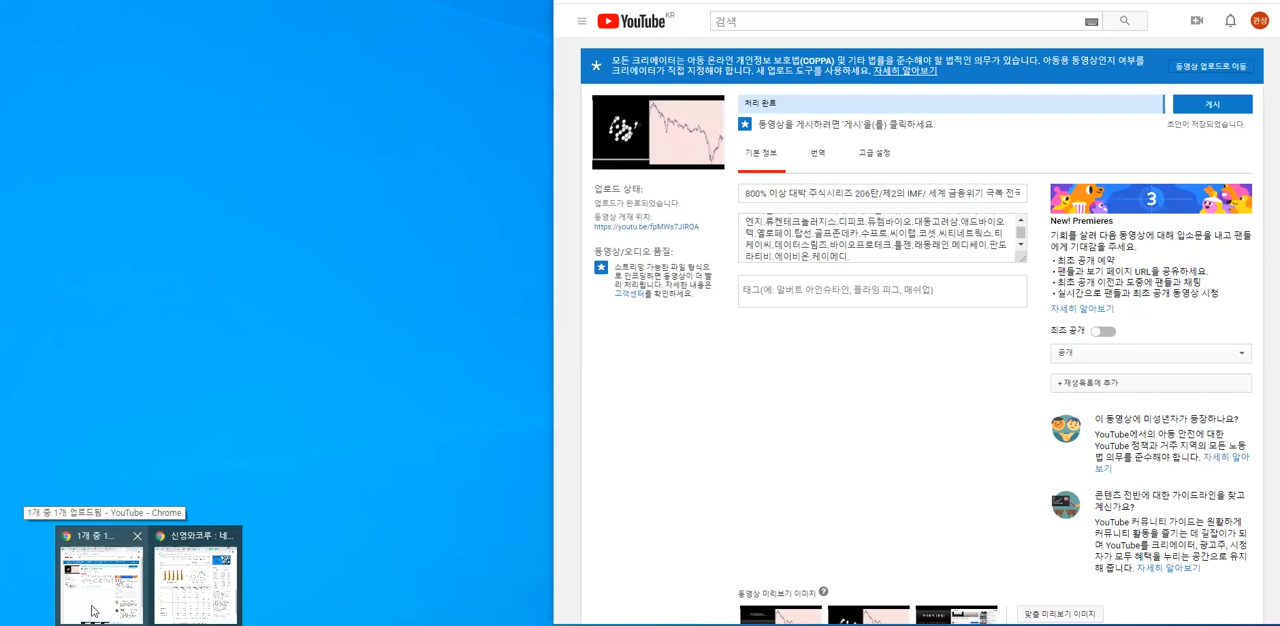 YouTube KR
검색
관성
모든 크리에이터는 아동 온라인 개인정보 보호법(COPPA) 및 기타 법률을 준수해야 할 법적인 의무가 있습니다. 아동용 동영상인지 여부를
크리에이터가 직접 지정해야 합니다. 새 업로드 도구를 사용하세요, 자세히 알아보기
동영상 업로드로 이동
처리 완료
게시
동영상을 게시하려면 '게시'을(를) 클릭하세요.
초안이 저장되었습니다.
기본 정보
번역
고급 설정
업로드 상태:
업로드가 완료되었습니다.
동영상 게재 위치:
https://youtu.be/fpMWs7JIRQA
동영상/오디오 품질:
스트리밍 가능한 파일 형식으
로 인코딩하면 동영상이 더 빨
리 처리됩니다. 자세한 내용은
고객센터를 확인하세요.
800% 이상 대박 주식시리즈 206탄/제2의 IMF/ 세계 금융위기 극복 전
엔지.퓨켐테크놀러지스.디피코.듀켐바이오.대동고려삼.애드바이오
텍.옐로페이.탑선.골프존데카.수프로.씨이랩.코셋.씨티네트웍스.티
케이씨.데이터스트림즈.바이오프로테크.툴젠.래몽래인.메디쎄이.판도
라티비.에이비온.케이메디.
태그(예: 알버트 아인슈타인, 플라잉 피그, 매쉬업)
3
New! Premieres
기회를 살려 다음 동영상에 대해 입소문을 내고 팬들
에게 기대감을 주세요.
• 최초 공개 예약
• 팬들과 보기 페이지 URL을 공유하세요.
• 최초 공개 이전과 도중에 팬들과 채팅
• 실시간으로 팬들과 최초 공개 동영상 시청
자세히 알아보기
최초 공개
공개
+ 재생목록에 추가
이 동영상에 미성년자가 등장하나요?
YouTube에서의 아동 안전에 대한
YouTube 정책과 거주 지역의 모든 노동
법 의무를 준수해야 합니다. 자세히 알아
보기
콘텐츠 전반에 대한 가이드라인을 찾고
계신가요?
YouTube 커뮤니티 가이드는 원활하게
커뮤니티 활동을 즐기는 데 길잡이가 되
며 YouTube를 크리에이터, 광고주, 시청
자가 모두 혜택을 누리는 공간으로 유지
해 줍니다. 자세히 알아보기
동영상 미리보기 이미지 ?
맞춤 미리보기 이미지
1개 중 1개 업로드됨 - YouTube - Chrome
1개 중 1...
신영와코루 : 네...